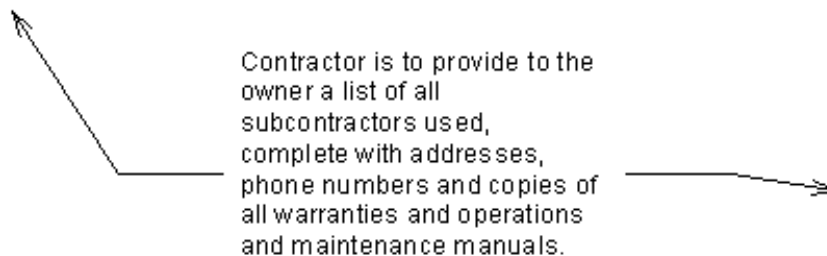 Contractor is to provide to the
owner a list of all
subcontractors used,
complete with addresses,
phone numbers and copies of
all warranties and operations
and maintenance manuals.